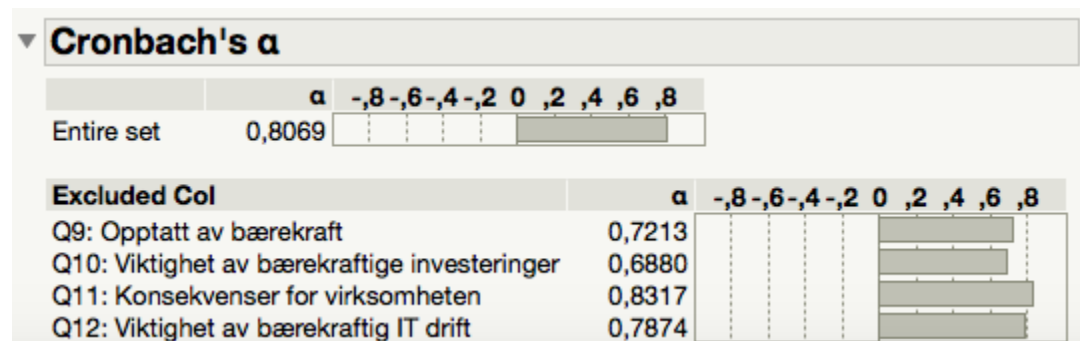 Cronbach's α
α -,8 -,6 -,4 -,2 0 ,2 ,4 ,6 ,8
Entire set 0,8069
Excluded Col α -,8 -,6 -,4 -,2 0 ,2 ,4 ,6 ,8
Q9: Opptatt av bærekraft 0,7213
Q10: Viktighet av bærekraftige investeringer 0,6880
Q11: Konsekvenser for virksomheten 0,8317
Q12: Viktighet av bærekraftig IT drift 0,7874